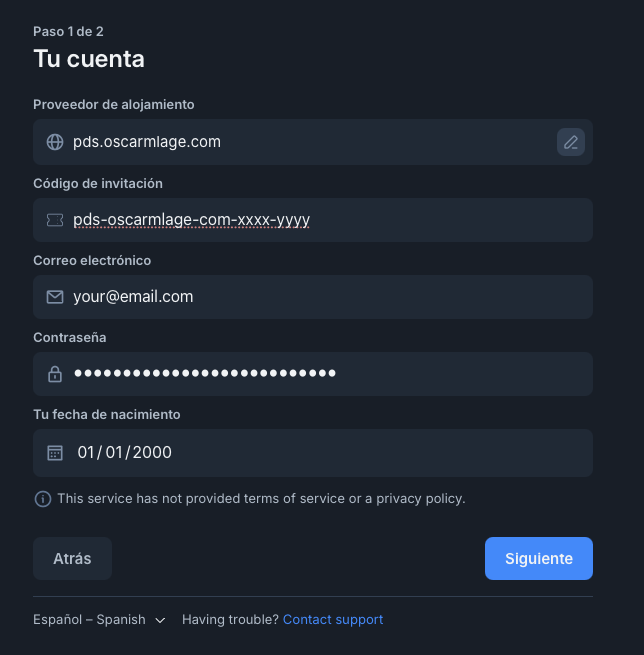 Paso 1 de 2
Tu cuenta
Proveedor de alojamiento
pds.oscarmlage.com
Código de invitación
pds-oscarmlage-com-xxxx-yyyy
Correo electrónico
your@email.com
Contraseña
•••••••••••••••••••••••••••
Tu fecha de nacimiento
01/01/2000
This service has not provided terms of service or a privacy policy.
Atrás
Siguiente
Español – Spanish Having trouble? Contact support